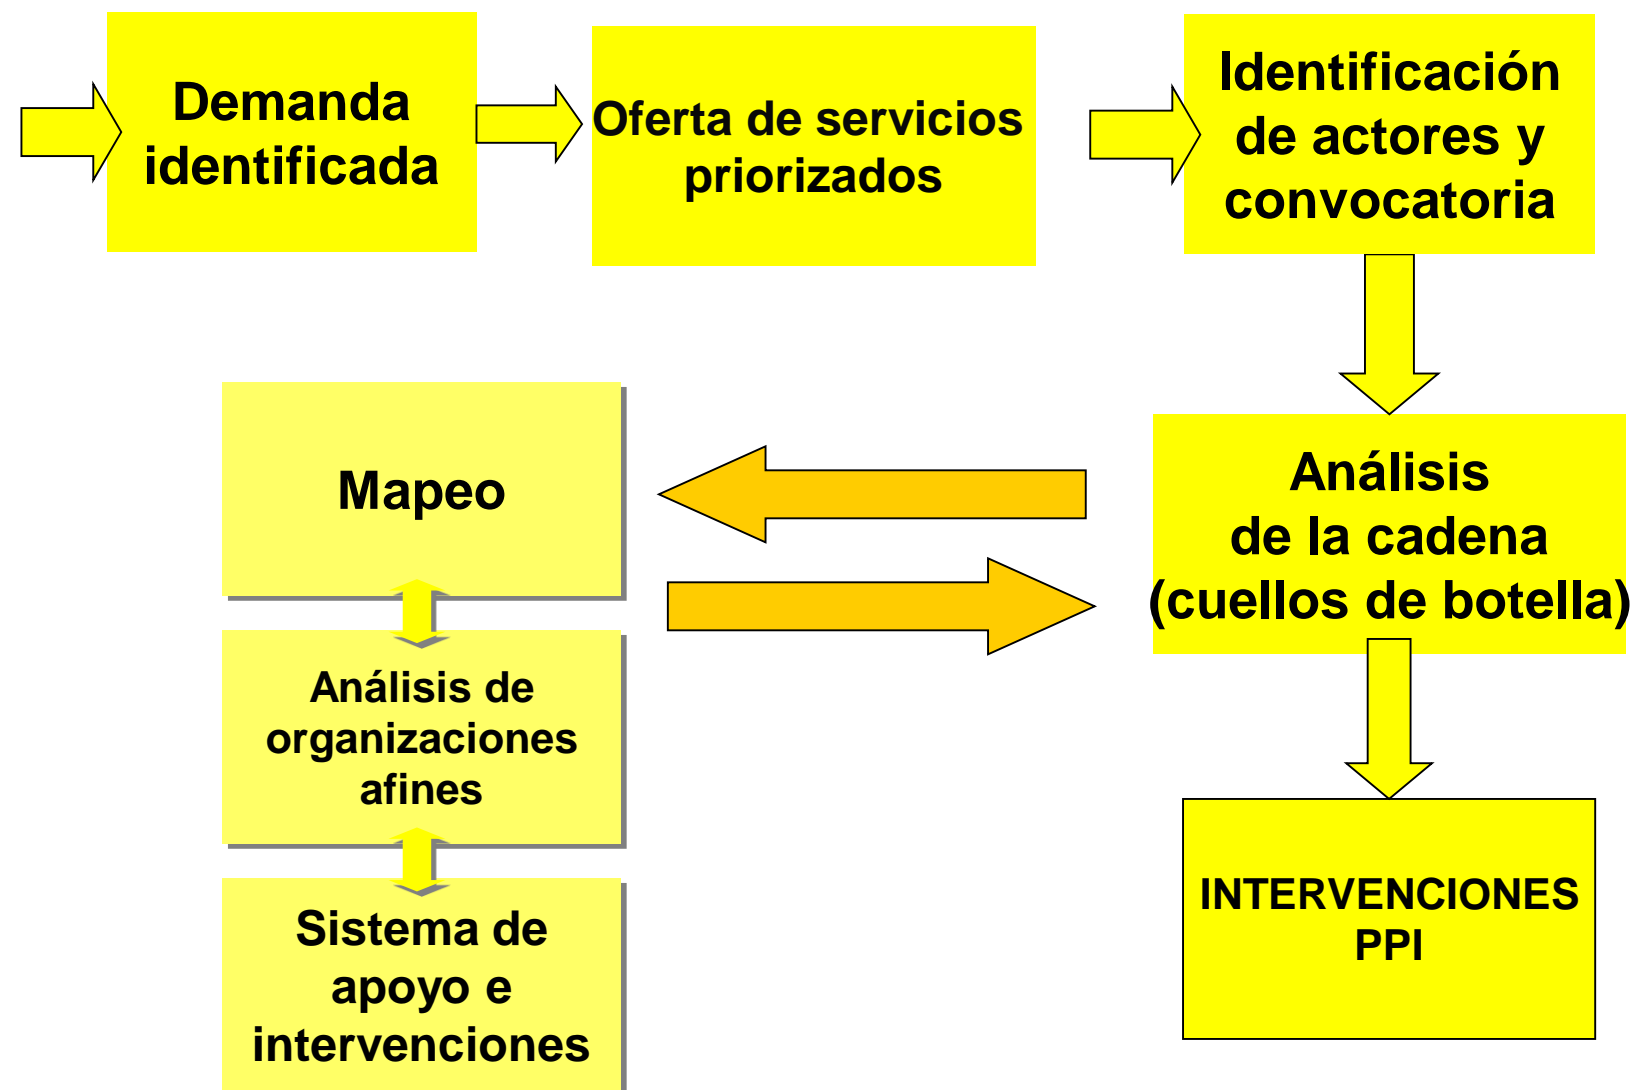 Demanda
identificada
Oferta de servicios
priorizados
Identificación
de actores y
convocatoria
Mapeo
Análisis
de la cadena
(cuellos de botella)
Análisis de
organizaciones
afines
Sistema de
apoyo e
intervenciones
INTERVENCIONES
PPI